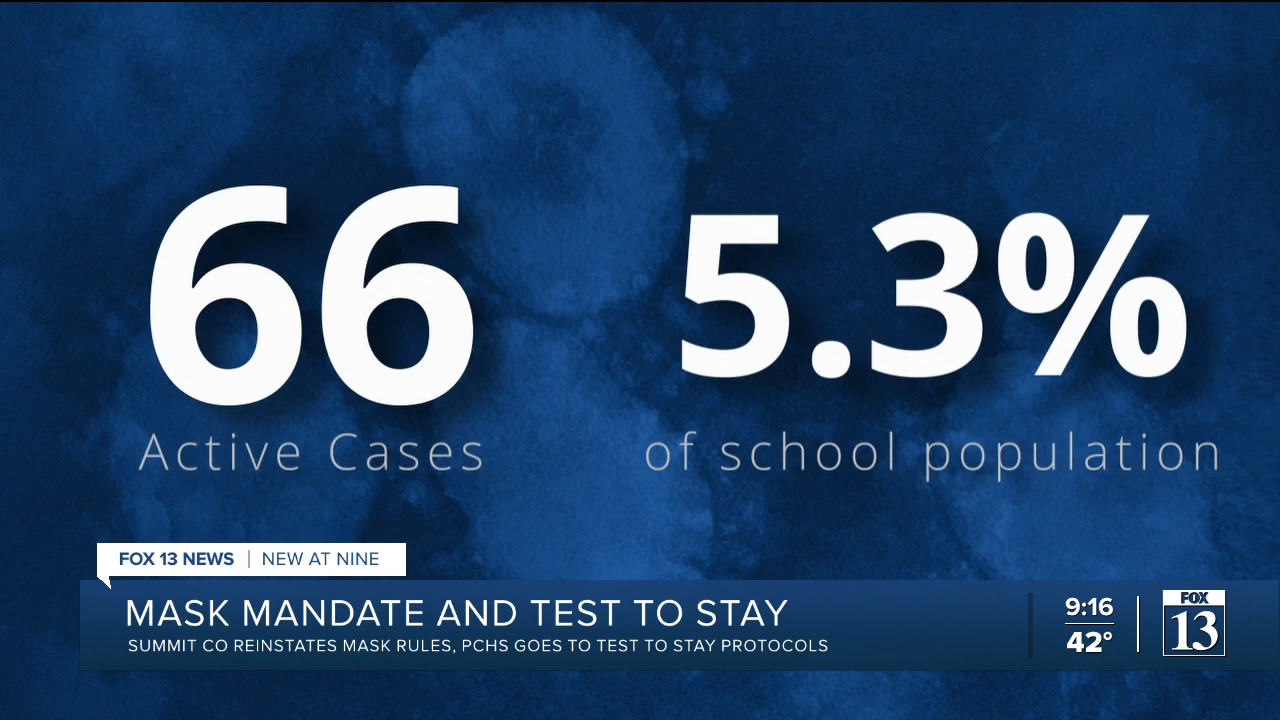 66
Active Cases
5.3%
of school population
FOX 13 NEWS | NEW AT NINE
MASK MANDATE AND TEST TO STAY
SUMMIT CO REINSTATES MASK RULES, PCHS GOES TO TEST TO STAY PROTOCOLS
9:16
42°
FOX
13